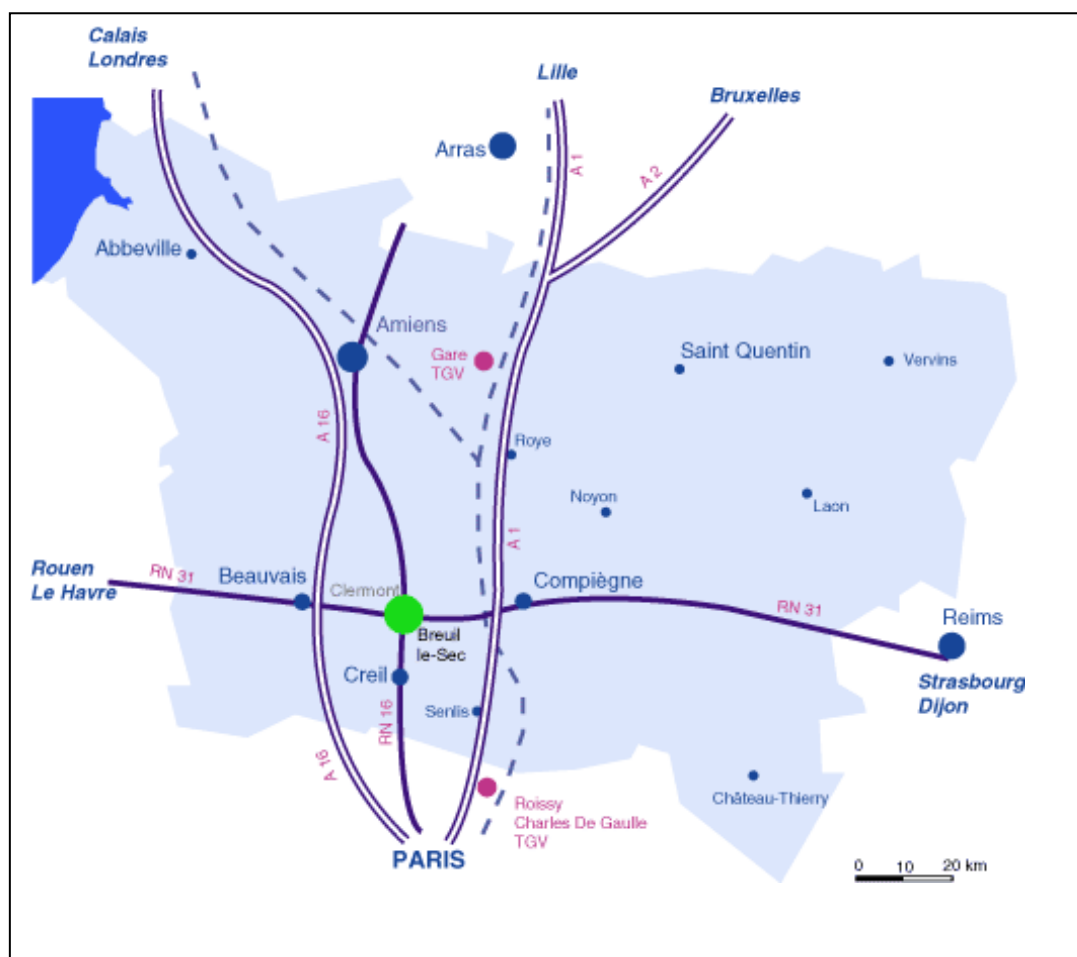 Calais
Londres
Lille
Bruxelles
Arras
A 1
A 2
Abbeville
Amiens
Gare
TGV
Saint Quentin
Vervins
A 16
Roye
Noyon
Laon
A 1
Rouen
Le Havre
RN 31
Beauvais
Clermont
Compiègne
RN 31
Reims
Breuil
le-Sec
Creil
Strasbourg
Dijon
RN 16
Senlis
A 16
Château-Thierry
Roissy
Charles De Gaulle
TGV
PARIS
0 10 20 km